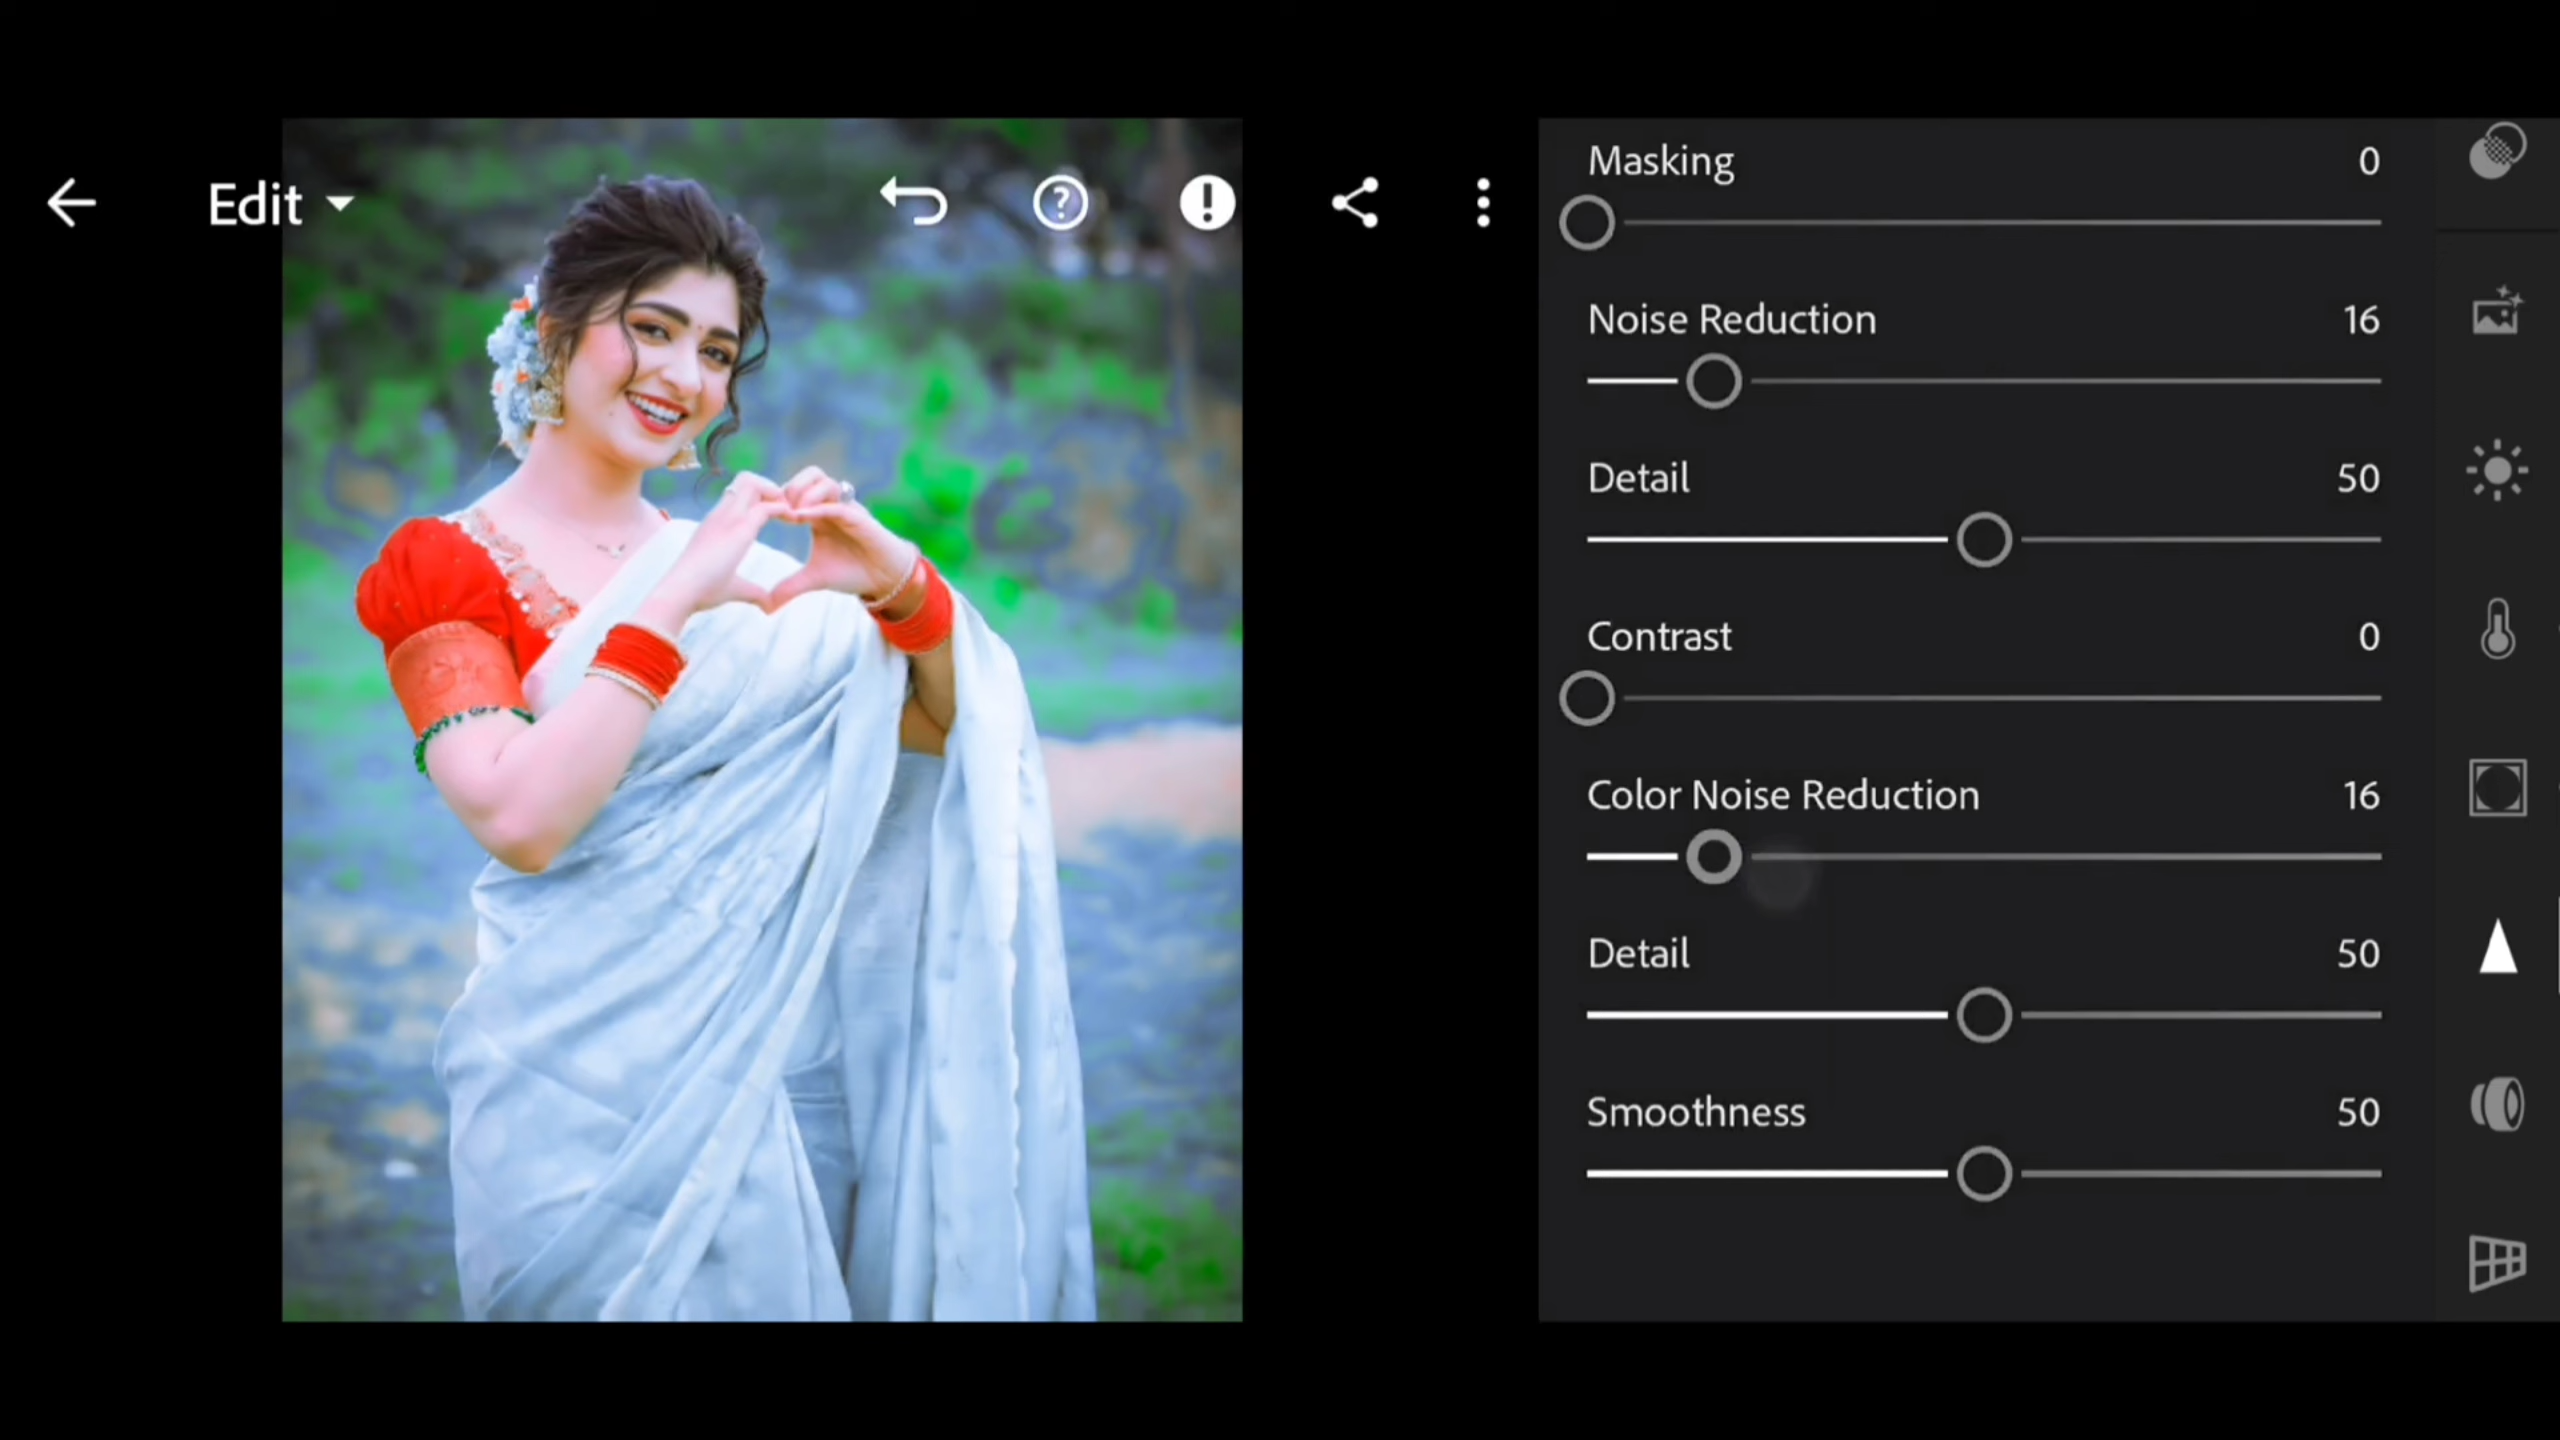 Edit
Masking 0
Noise Reduction 16
Detail 50
Contrast 0
Color Noise Reduction 16
Detail 50
Smoothness 50